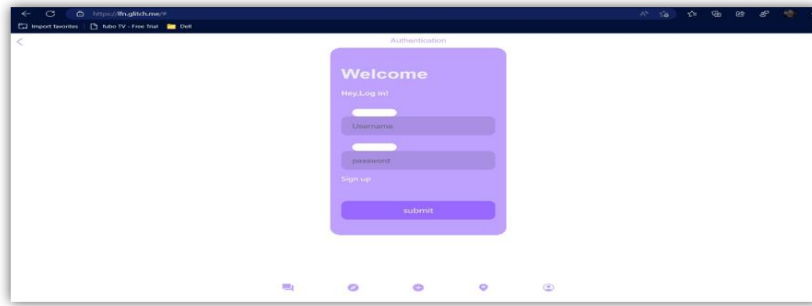 https://lfn.glitch.me/#
Import favorites
fubo TV - Free Trial
Dell
Authentication
Welcome
Hey,Log in!
Username
password
Sign up
submit